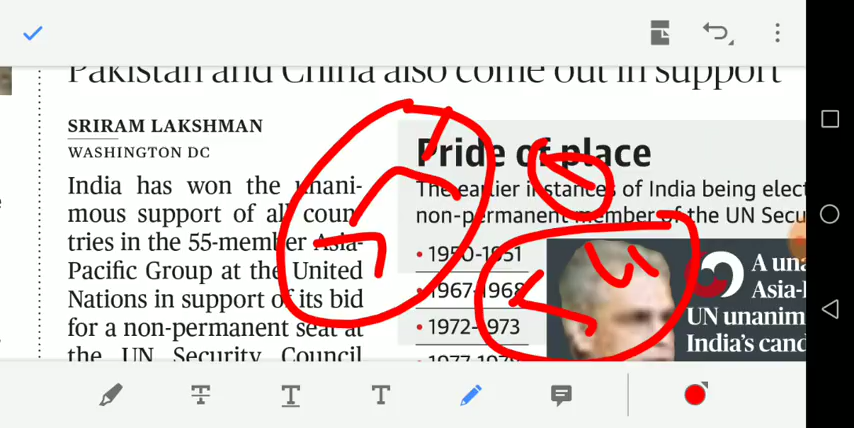 Pakistan and China also come out in support
SRIRAM LAKSHMAN
WASHINGTON DC
India has won the unani-
mous support of all coun-
tries in the 55-member Asia-
Pacific Group at the United
Nations in support of its bid
for a non-permanent seat at
the UN Security Council
Pride of place
The earlier instances of India being elect
non-permanent member of the UN Secu
• 1950-1951
• 1967-1968
• 1972-1973
A una
Asia-
UN unanim
India's cand
T
T
T